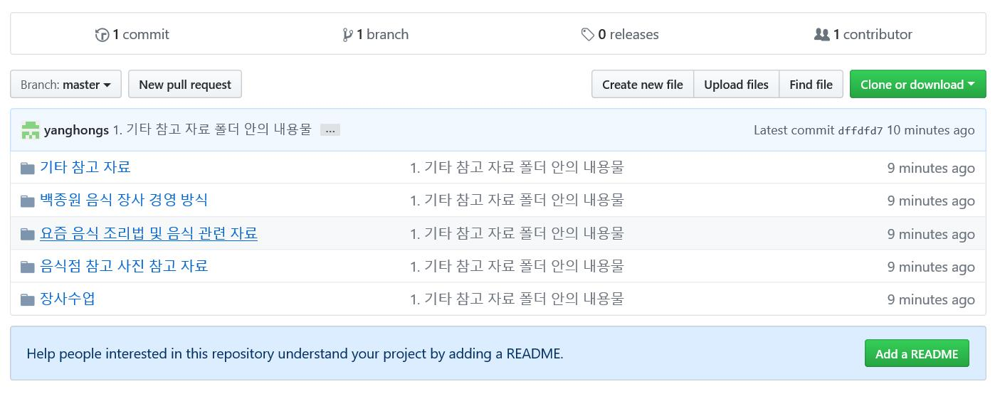 1 commit 1 branch 0 releases 1 contributor
Branch: master New pull request Create new file Upload files Find file Clone or download
yanghongs 1. 기타 참고 자료 폴더 안의 내용물 ... Latest commit dffdfd7 10 minutes ago
기타 참고 자료 1. 기타 참고 자료 폴더 안의 내용물 9 minutes ago
백종원 음식 장사 경영 방식 1. 기타 참고 자료 폴더 안의 내용물 9 minutes ago
요즘 음식 조리법 및 음식 관련 자료 1. 기타 참고 자료 폴더 안의 내용물 9 minutes ago
음식점 참고 사진 참고 자료 1. 기타 참고 자료 폴더 안의 내용물 9 minutes ago
장사수업 1. 기타 참고 자료 폴더 안의 내용물 9 minutes ago
Help people interested in this repository understand your project by adding a README. Add a README